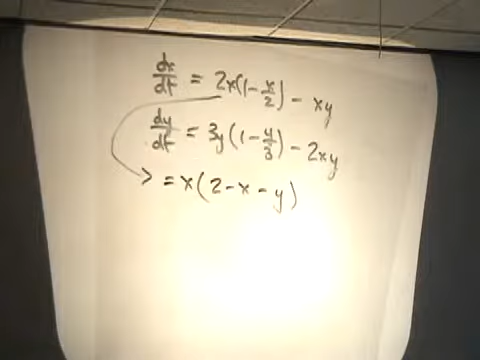 dx/dt = 2x(1 - x/2) - xy
dy/dt = 3y(1 - y/3) - 2xy
> = x(2 - x - y)